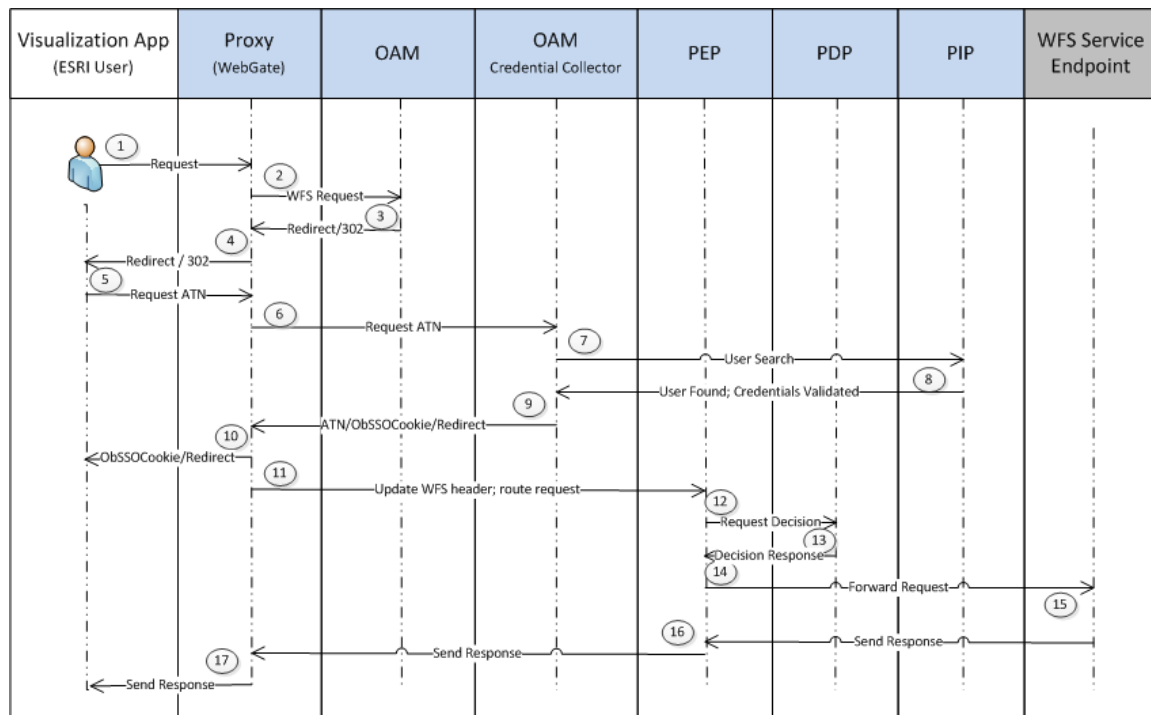 Visualization App
(ESRI User)
Proxy
(WebGate)
OAM
OAM
Credential Collector
PEP
PDP
PIP
WFS Service
Endpoint
1
Request
2
WFS Request
3
Redirect/302
4
Redirect / 302
5
Request ATN
6
Request ATN
7
User Search
8
User Found; Credentials Validated
9
ATN/ObSSOCookie/Redirect
10
ObSSOCookie/Redirect
11
Update WFS header; route request
12
Request Decision
13
Decision Response
14
Forward Request
15
Send Response
16
Send Response
17
Send Response